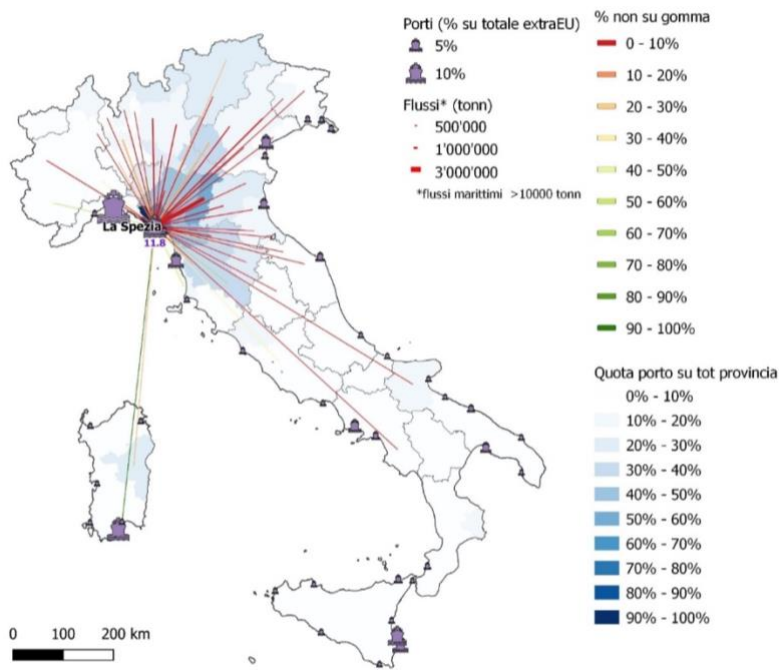 Porti (% su totale extraEU)
5%
10%
Flussi* (tonn)
500'000
1'000'000
3'000'000
*flussi marittimi >10000 tonn
% non su gomma
0 - 10%
10 - 20%
20 - 30%
30 - 40%
40 - 50%
50 - 60%
60 - 70%
70 - 80%
80 - 90%
90 - 100%
La Spezia
11.8
Quota porto su tot provincia
0% - 10%
10% - 20%
20% - 30%
30% - 40%
40% - 50%
50% - 60%
60% - 70%
70% - 80%
80% - 90%
90% - 100%
0 100 200 km